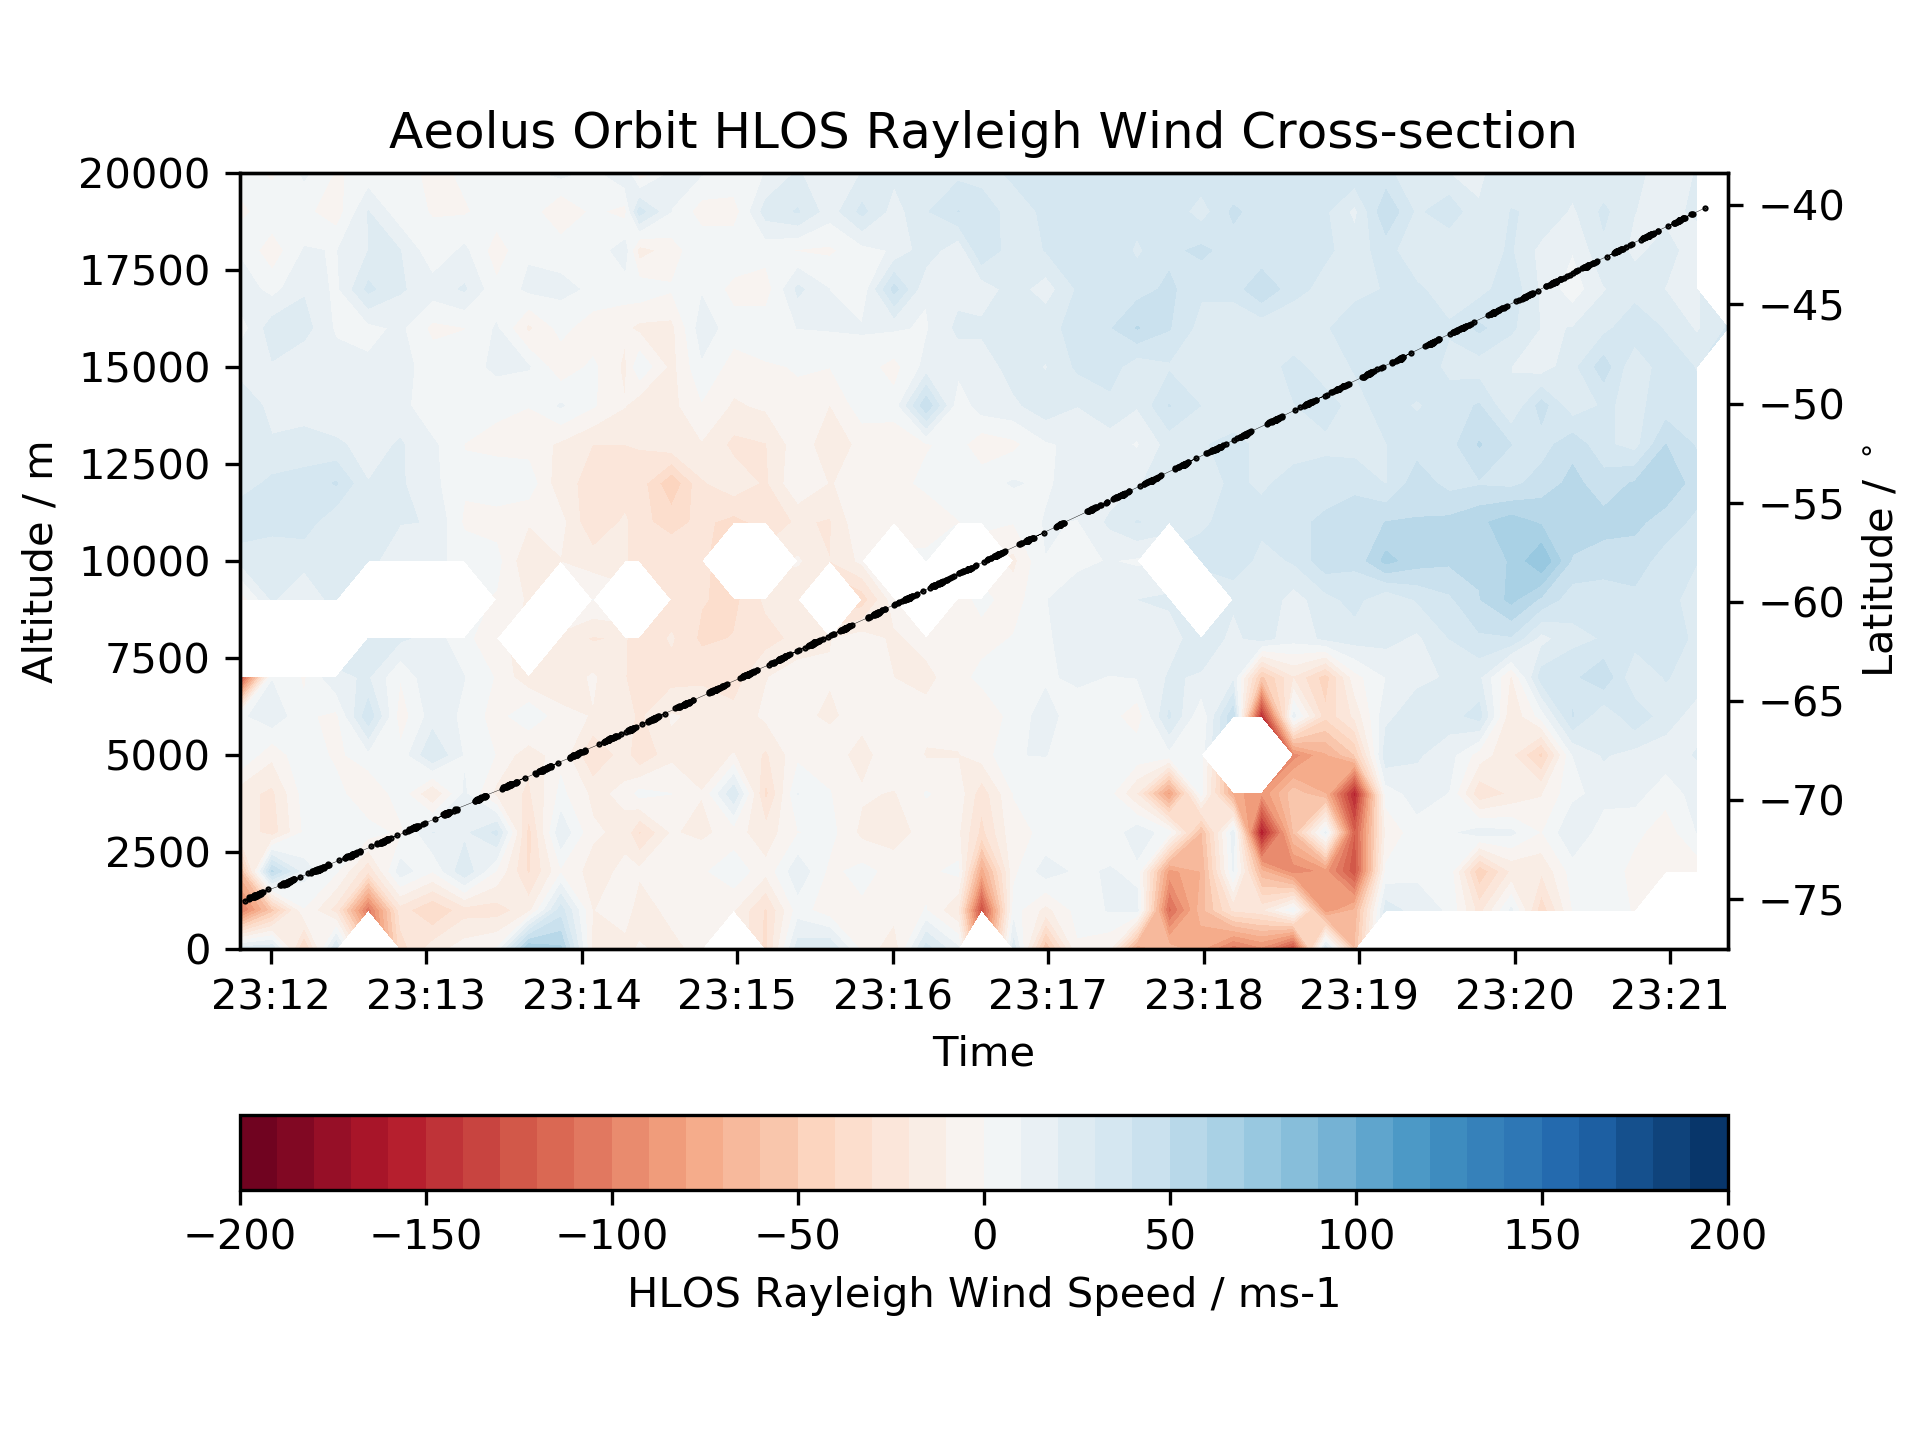 Aeolus Orbit HLOS Rayleigh Wind Cross-section
20000
17500
15000
12500
10000
7500
5000
2500
0
Altitude / m
−40
−45
−50
−55
−60
−65
−70
−75
Latitude / °
23:12 23:13 23:14 23:15 23:16 23:17 23:18 23:19 23:20 23:21
Time
−200 −150 −100 −50 0 50 100 150 200
HLOS Rayleigh Wind Speed / ms-1